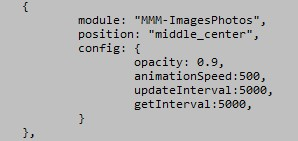 {
module: "MMM-ImagesPhotos",
position: "middle_center",
config: {
opacity: 0.9,
animationSpeed:500,
updateInterval:5000,
getInterval:5000,
}
},